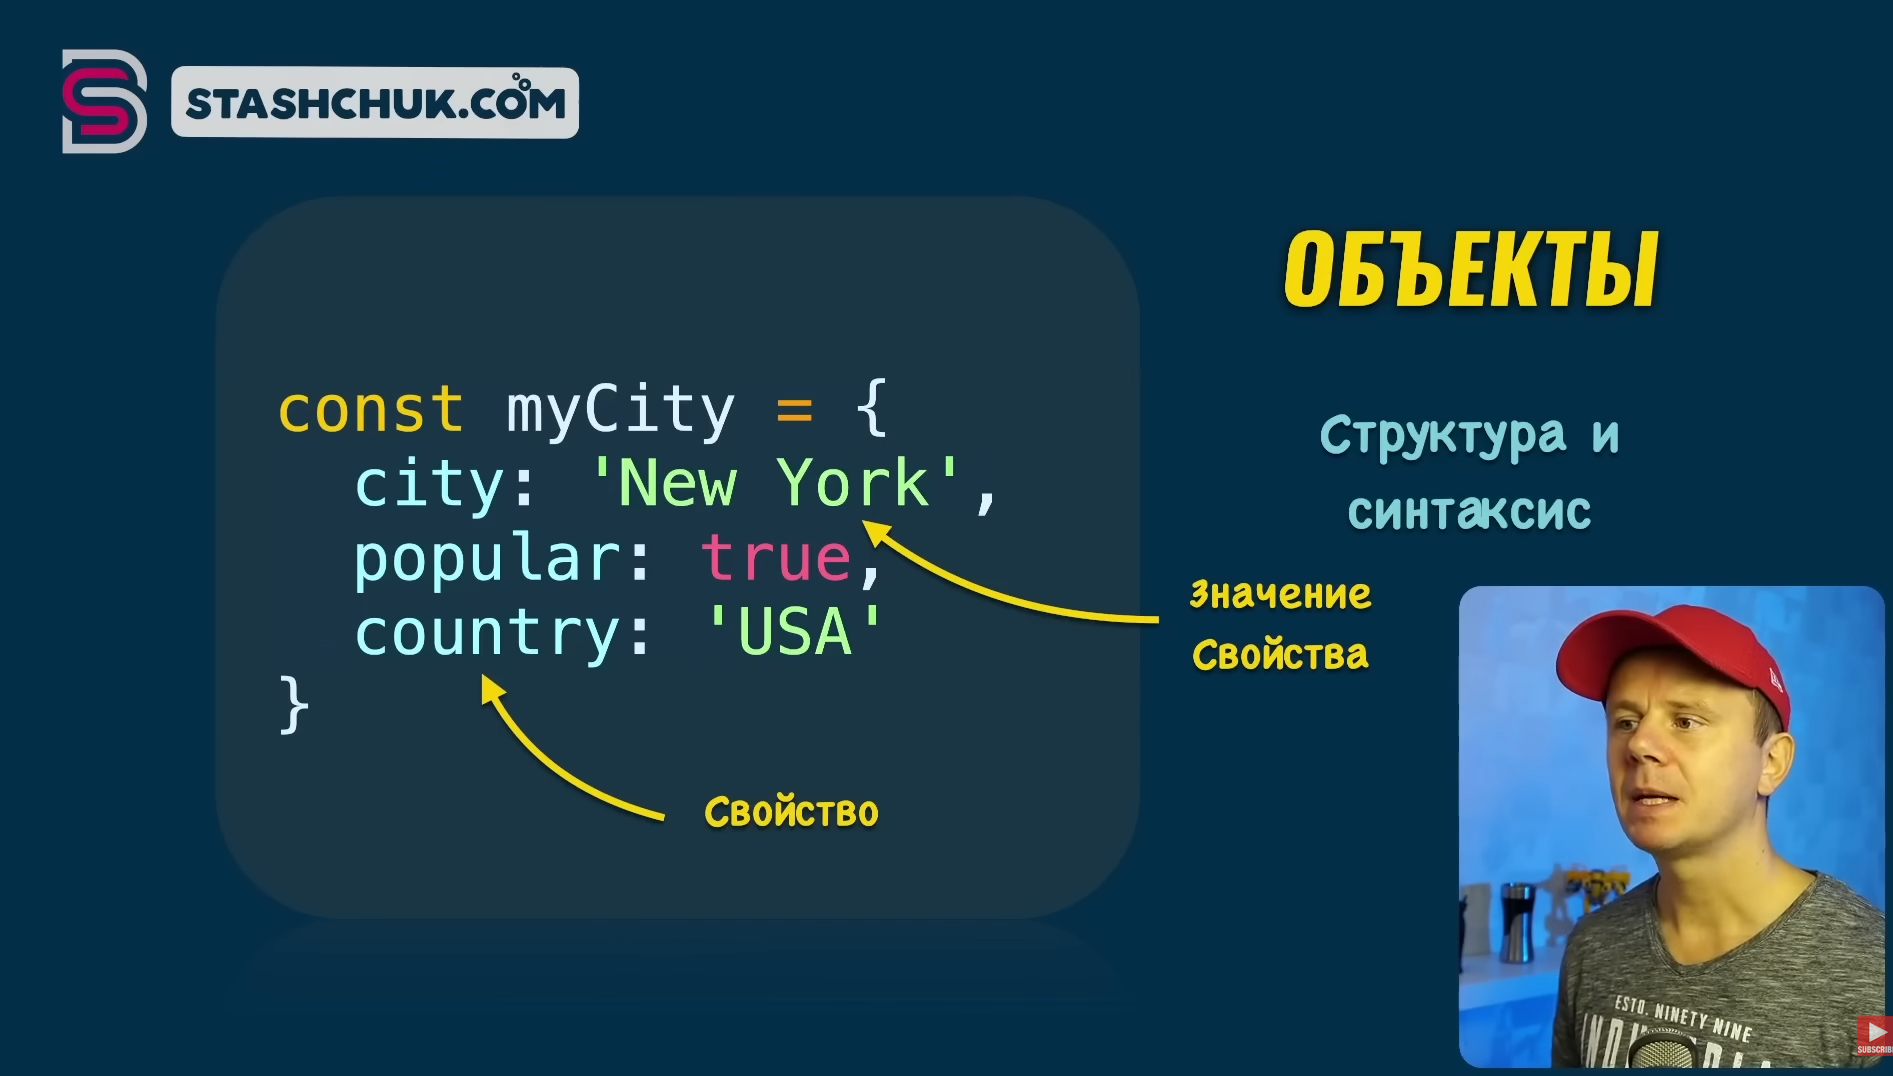 STASHCHUK.COM
ОБЪЕКТЫ
const myCity = {
city: 'New York',
popular: true,
country: 'USA'
}
Структура и
синтаксис
Значение
Свойства
Свойство
ESTD. NINETY NINE
SUBSCRIBE